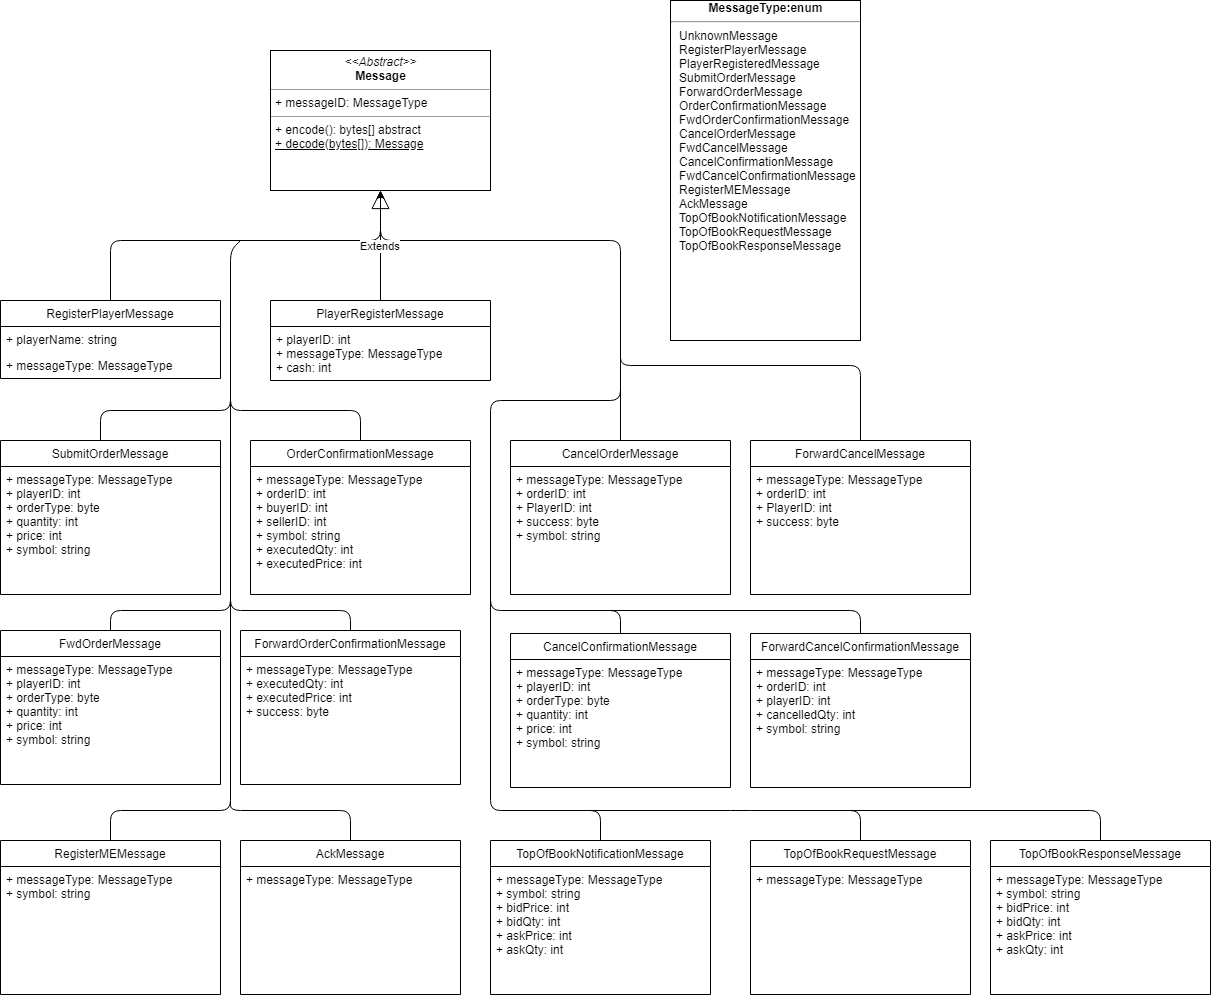 MessageType:enum
UnknownMessage
RegisterPlayerMessage
PlayerRegisteredMessage
SubmitOrderMessage
ForwardOrderMessage
OrderConfirmationMessage
FwdOrderConfirmationMessage
CancelOrderMessage
FwdCancelMessage
CancelConfirmationMessage
FwdCancelConfirmationMessage
RegisterMEMessage
AckMessage
TopOfBookNotificationMessage
TopOfBookRequestMessage
TopOfBookResponseMessage
<<Abstract>>
Message
+ messageID: MessageType
+ encode(): bytes[] abstract
+ decode(bytes[]): Message
Extends
RegisterPlayerMessage
+ playerName: string
+ messageType: MessageType
PlayerRegisterMessage
+ playerID: int
+ messageType: MessageType
+ cash: int
SubmitOrderMessage
+ messageType: MessageType
+ playerID: int
+ orderType: byte
+ quantity: int
+ price: int
+ symbol: string
OrderConfirmationMessage
+ messageType: MessageType
+ orderID: int
+ buyerID: int
+ sellerID: int
+ symbol: string
+ executedQty: int
+ executedPrice: int
CancelOrderMessage
+ messageType: MessageType
+ orderID: int
+ PlayerID: int
+ success: byte
+ symbol: string
ForwardCancelMessage
+ messageType: MessageType
+ orderID: int
+ PlayerID: int
+ success: byte
FwdOrderMessage
+ messageType: MessageType
+ playerID: int
+ orderType: byte
+ quantity: int
+ price: int
+ symbol: string
ForwardOrderConfirmationMessage
+ messageType: MessageType
+ executedQty: int
+ executedPrice: int
+ success: byte
CancelConfirmationMessage
+ messageType: MessageType
+ playerID: int
+ orderType: byte
+ quantity: int
+ price: int
+ symbol: string
ForwardCancelConfirmationMessage
+ messageType: MessageType
+ orderID: int
+ playerID: int
+ cancelledQty: int
+ symbol: string
RegisterMEMessage
+ messageType: MessageType
+ symbol: string
AckMessage
+ messageType: MessageType
TopOfBookNotificationMessage
+ messageType: MessageType
+ symbol: string
+ bidPrice: int
+ bidQty: int
+ askPrice: int
+ askQty: int
TopOfBookRequestMessage
+ messageType: MessageType
TopOfBookResponseMessage
+ messageType: MessageType
+ symbol: string
+ bidPrice: int
+ bidQty: int
+ askPrice: int
+ askQty: int